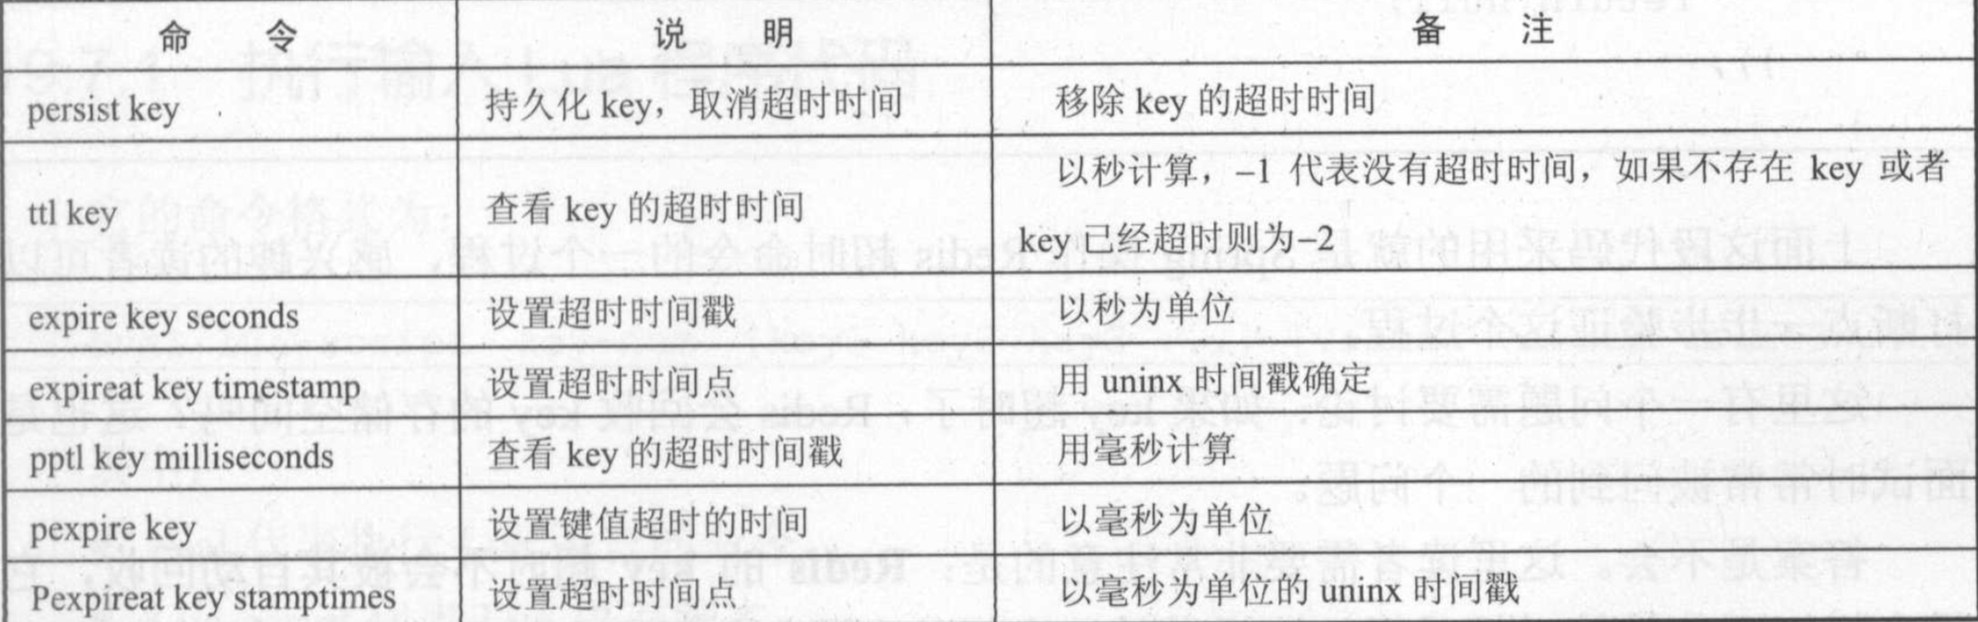 命 令 说 明 备 注
persist key 持久化 key，取消超时时间 移除 key 的超时时间
ttl key 查看 key 的超时时间 以秒计算，–1 代表没有超时时间，如果不存在 key 或者
key 已经超时则为–2
expire key seconds 设置超时时间戳 以秒为单位
expireat key timestamp 设置超时时间点 用 uninx 时间戳确定
pptl key milliseconds 查看 key 的超时时间戳 用毫秒计算
pexpire key 设置键值超时的时间 以毫秒为单位
Pexpireat key stamptimes 设置超时时间点 以毫秒为单位的 uninx 时间戳